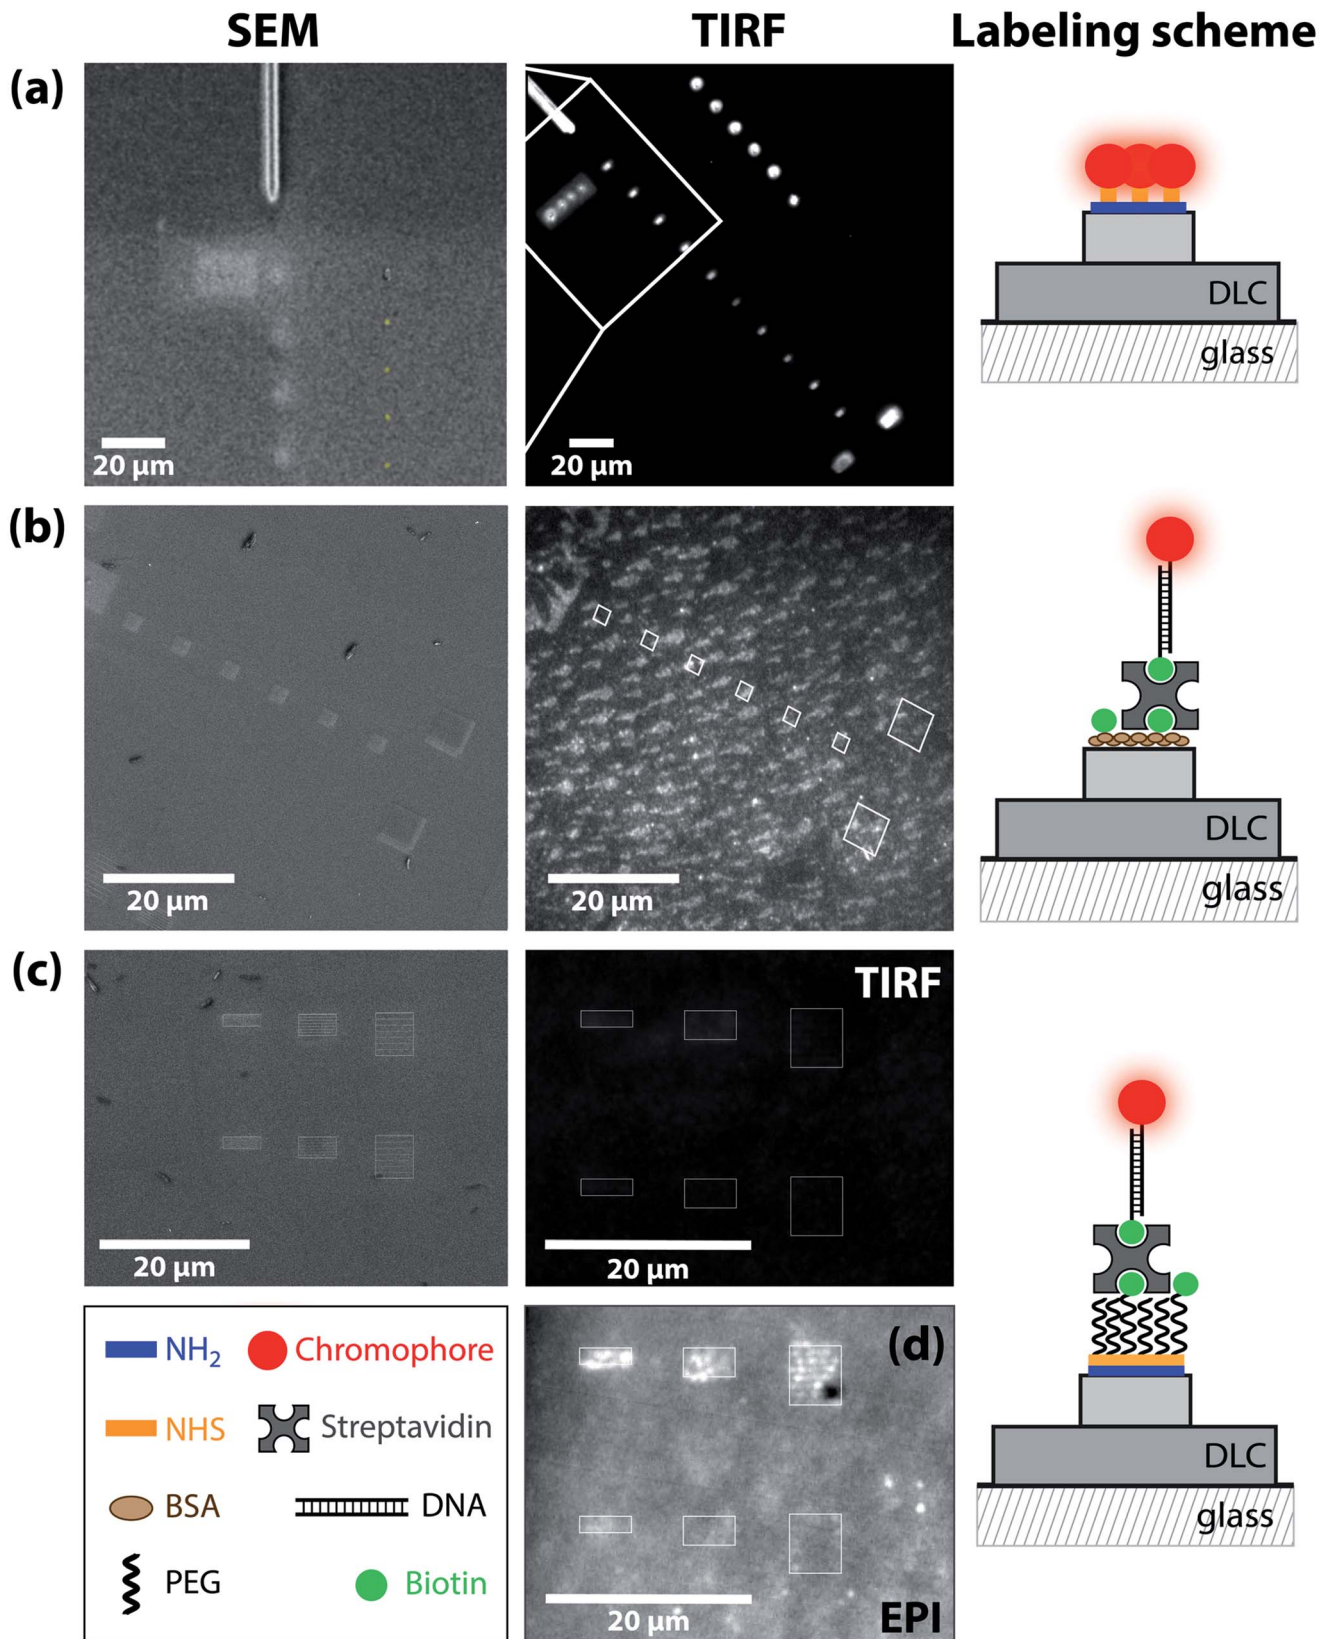 SEM
TIRF
Labeling scheme
(a)
20 µm
20 µm
DLC
glass
(b)
20 µm
20 µm
DLC
glass
(c)
TIRF
20 µm
20 µm
NH₂
Chromophore
NHS
Streptavidin
BSA
DNA
PEG
Biotin
(d)
20 µm
EPI
DLC
glass